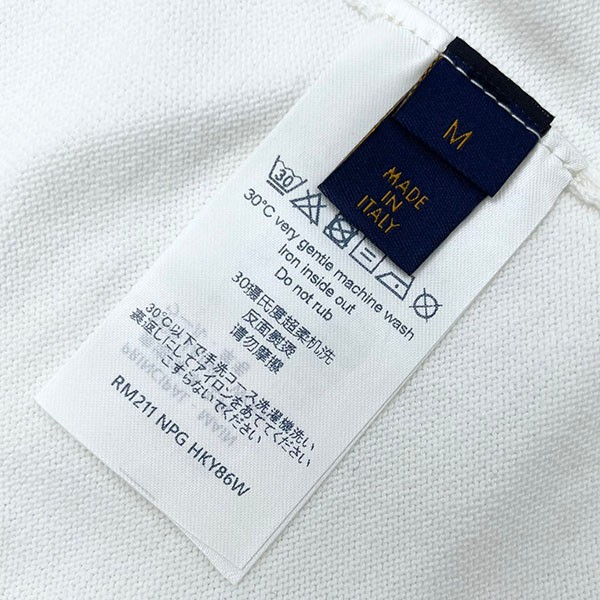 M
MADE
IN
ITALY
30
30°C very gentle machine wash
Iron inside out
Do not rub
30摄氏度超柔机洗
反面熨烫
请勿摩擦
30℃以下で手洗コース洗濯機洗い
裏返しにしてアイロンをあててください
こすらないでください
RM211 NPG HKY86W